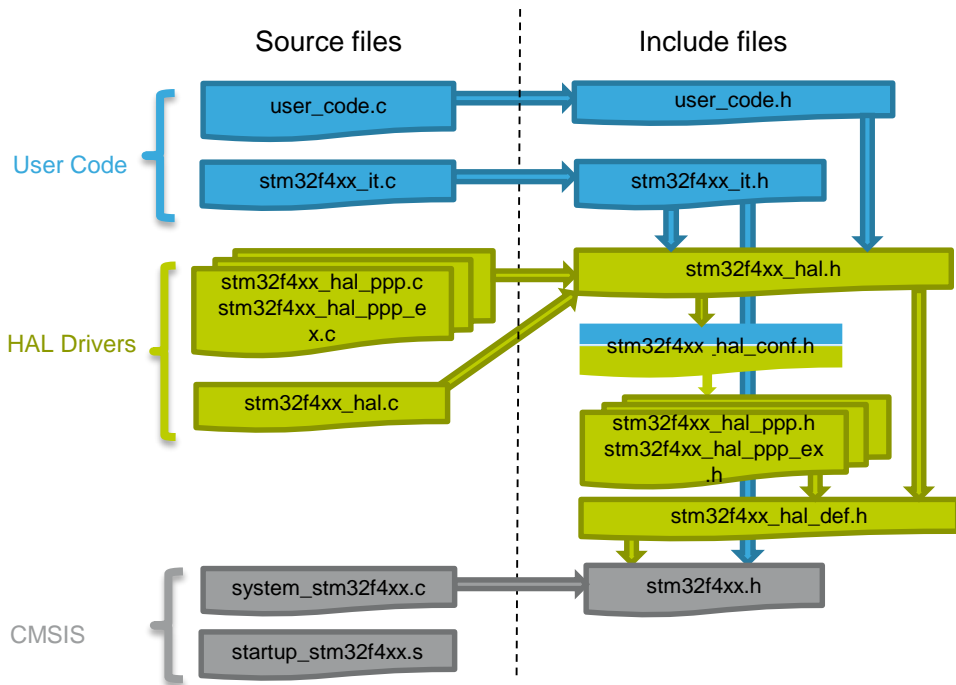 Source files
Include files
user_code.c
user_code.h
User Code
stm32f4xx_it.c
stm32f4xx_it.h
stm32f4xx_hal.h
stm32f4xx_hal_ppp.c
stm32f4xx_hal_ppp_e
x.c
HAL Drivers
stm32f4xx_hal_conf.h
stm32f4xx_hal.c
stm32f4xx_hal_ppp.h
stm32f4xx_hal_ppp_ex
.h
stm32f4xx_hal_def.h
system_stm32f4xx.c
stm32f4xx.h
CMSIS
startup_stm32f4xx.s